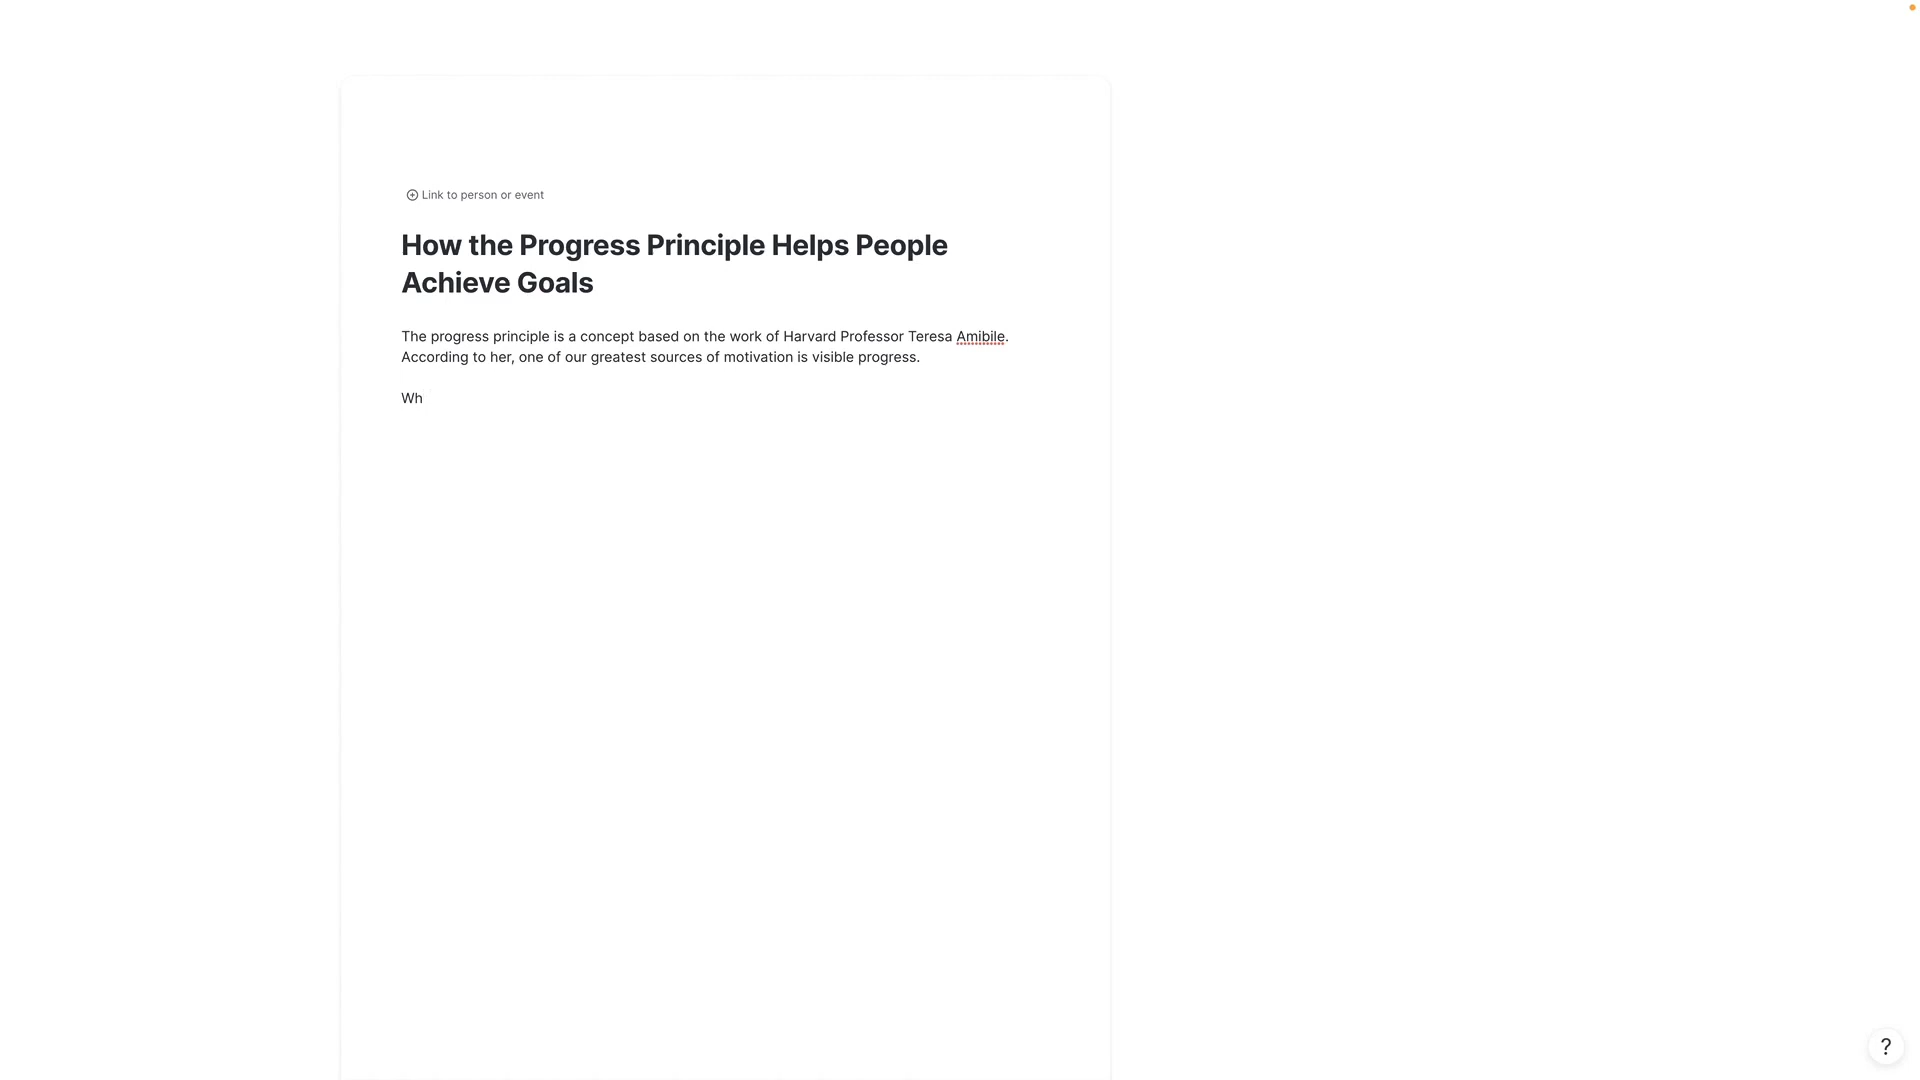 Link to person or event
How the Progress Principle Helps People
Achieve Goals
The progress principle is a concept based on the work of Harvard Professor Teresa Amibile.
According to her, one of our greatest sources of motivation is visible progress.
Wh
?